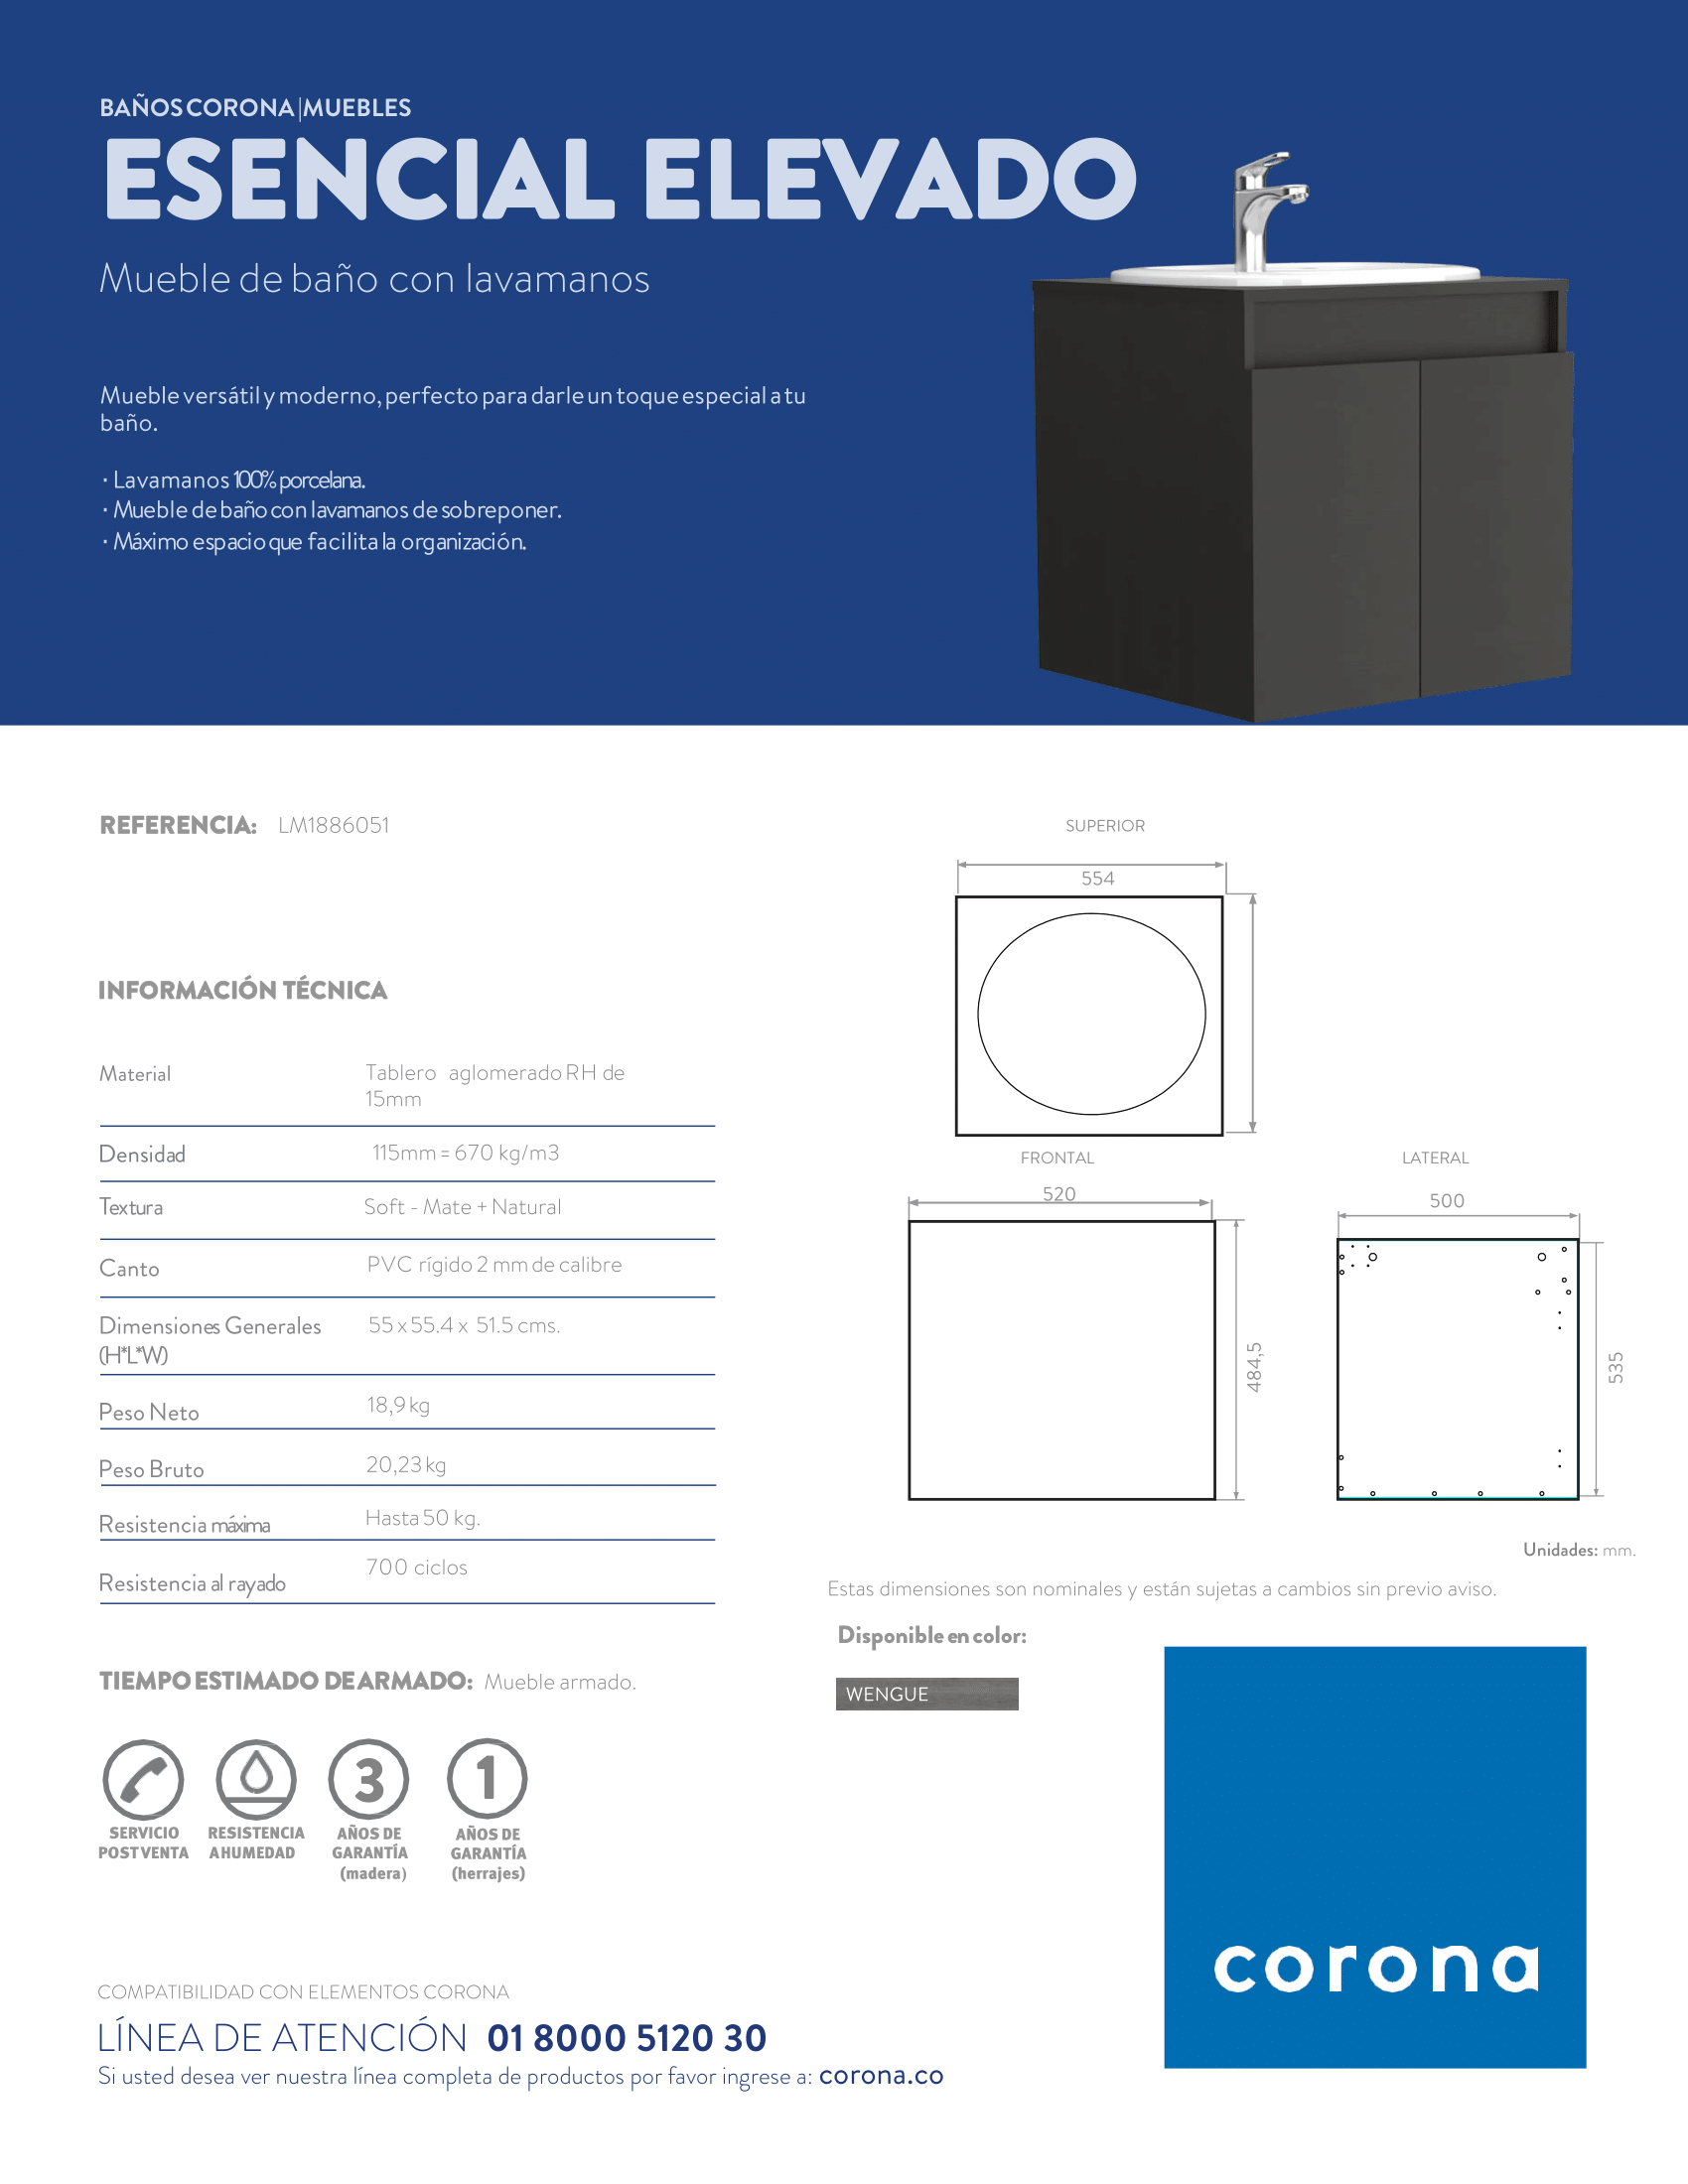 BAÑOS CORONA|MUEBLES
ESENCIAL ELEVADO
Mueble de baño con lavamanos
Mueble versátil y moderno, perfecto para darle un toque especial a tu
baño.
· Lavamanos 100% porcelana.
· Mueble de baño con lavamanos de sobreponer.
· Máximo espacio que facilita la organización.
REFERENCIA: LM1886051
INFORMACIÓN TÉCNICA
Material Tablero aglomerado RH de
15mm
Densidad 115mm = 670 kg/m3
Textura Soft - Mate + Natural
Canto PVC rígido 2 mm de calibre
Dimensiones Generales 55 x 55.4 x 51.5 cms.
(H*L*W)
Peso Neto 18,9 kg
Peso Bruto 20,23 kg
Resistencia máxima Hasta 50 kg.
Resistencia al rayado 700 ciclos
TIEMPO ESTIMADO DE ARMADO: Mueble armado.
3
1
SERVICIO
POSTVENTA
RESISTENCIA
A HUMEDAD
AÑOS DE
GARANTÍA
(madera)
AÑOS DE
GARANTÍA
(herrajes)
SUPERIOR
554
FRONTAL
520
484,5
LATERAL
500
535
Unidades: mm.
Estas dimensiones son nominales y están sujetas a cambios sin previo aviso.
Disponible en color:
WENGUE
corona
COMPATIBILIDAD CON ELEMENTOS CORONA
LÍNEA DE ATENCIÓN 01 8000 5120 30
Si usted desea ver nuestra línea completa de productos por favor ingrese a: corona.co